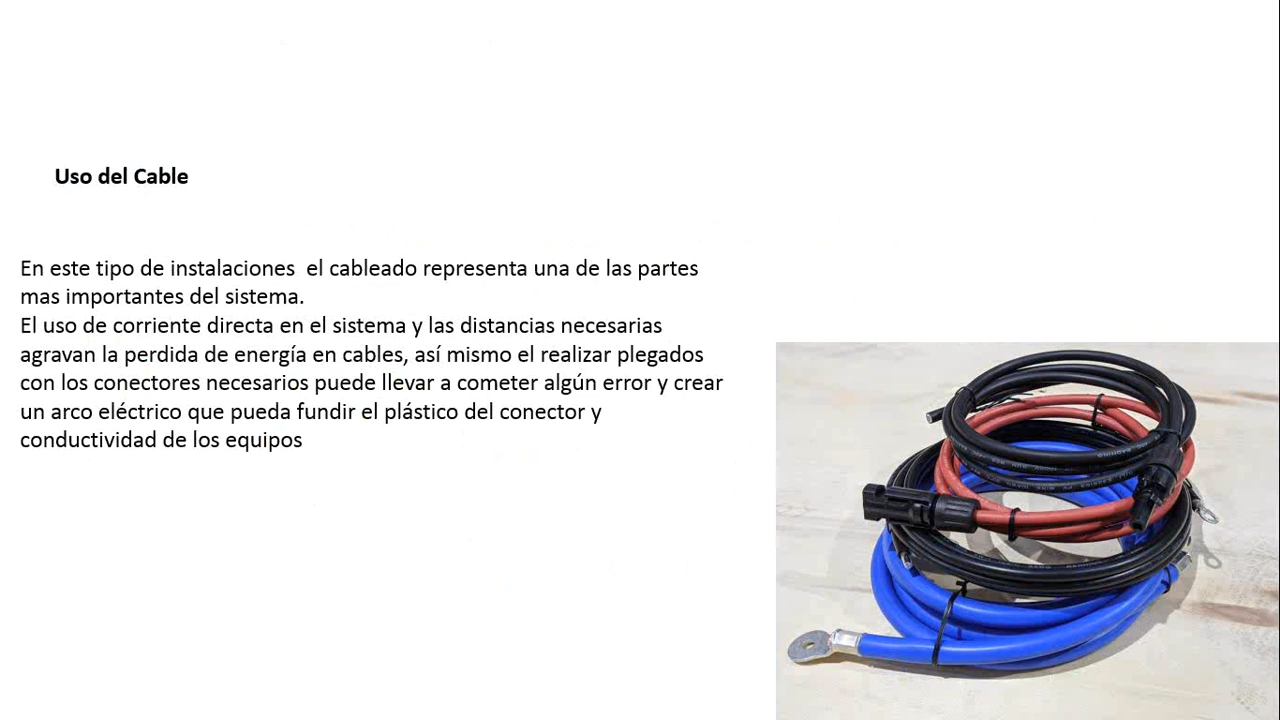 Uso del Cable
En este tipo de instalaciones  el cableado representa una de las partes
mas importantes del sistema.
El uso de corriente directa en el sistema y las distancias necesarias
agravan la perdida de energía en cables, así mismo el realizar plegados
con los conectores necesarios puede llevar a cometer algún error y crear
un arco eléctrico que pueda fundir el plástico del conector y
conductividad de los equipos